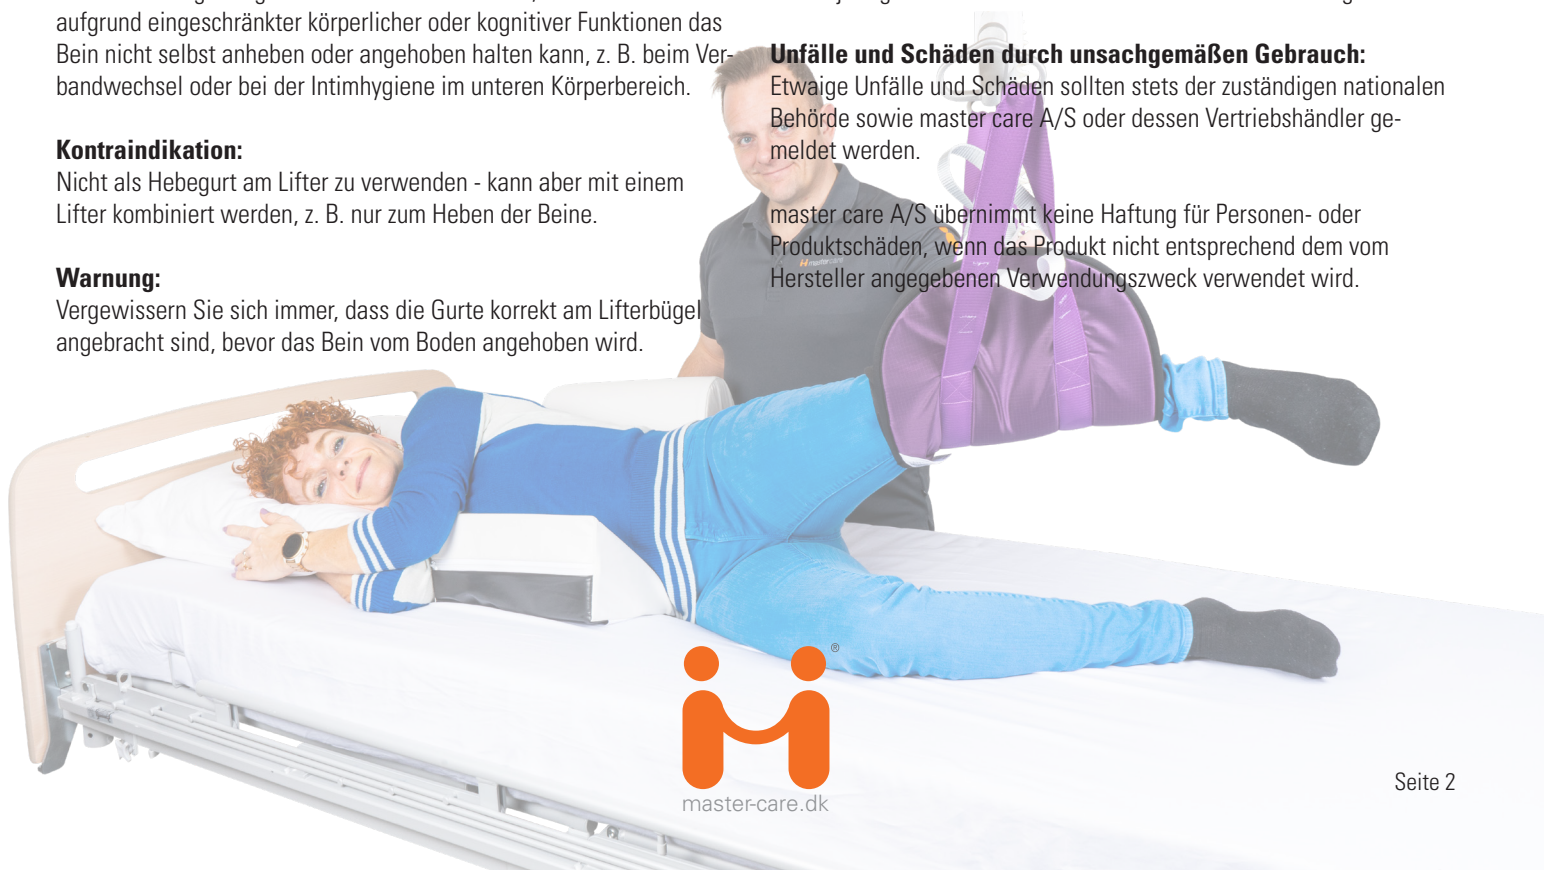 aufgrund eingeschränkter körperlicher oder kognitiver Funktionen das
Bein nicht selbst anheben oder angehoben halten kann, z. B. beim Ver-
bandwechsel oder bei der Intimhygiene im unteren Körperbereich.
Kontraindikation:
Nicht als Hebegurt am Lifter zu verwenden - kann aber mit einem
Lifter kombiniert werden, z. B. nur zum Heben der Beine.
Warnung:
Vergewissern Sie sich immer, dass die Gurte korrekt am Lifterbügel
angebracht sind, bevor das Bein vom Boden angehoben wird.
Unfälle und Schäden durch unsachgemäßen Gebrauch:
Etwaige Unfälle und Schäden sollten stets der zuständigen nationalen
Behörde sowie master care A/S oder dessen Vertriebshändler ge-
meldet werden.
master care A/S übernimmt keine Haftung für Personen- oder
Produktschäden, wenn das Produkt nicht entsprechend dem vom
Hersteller angegebenen Verwendungszweck verwendet wird.
master care
®
master-care.dk
Seite 2